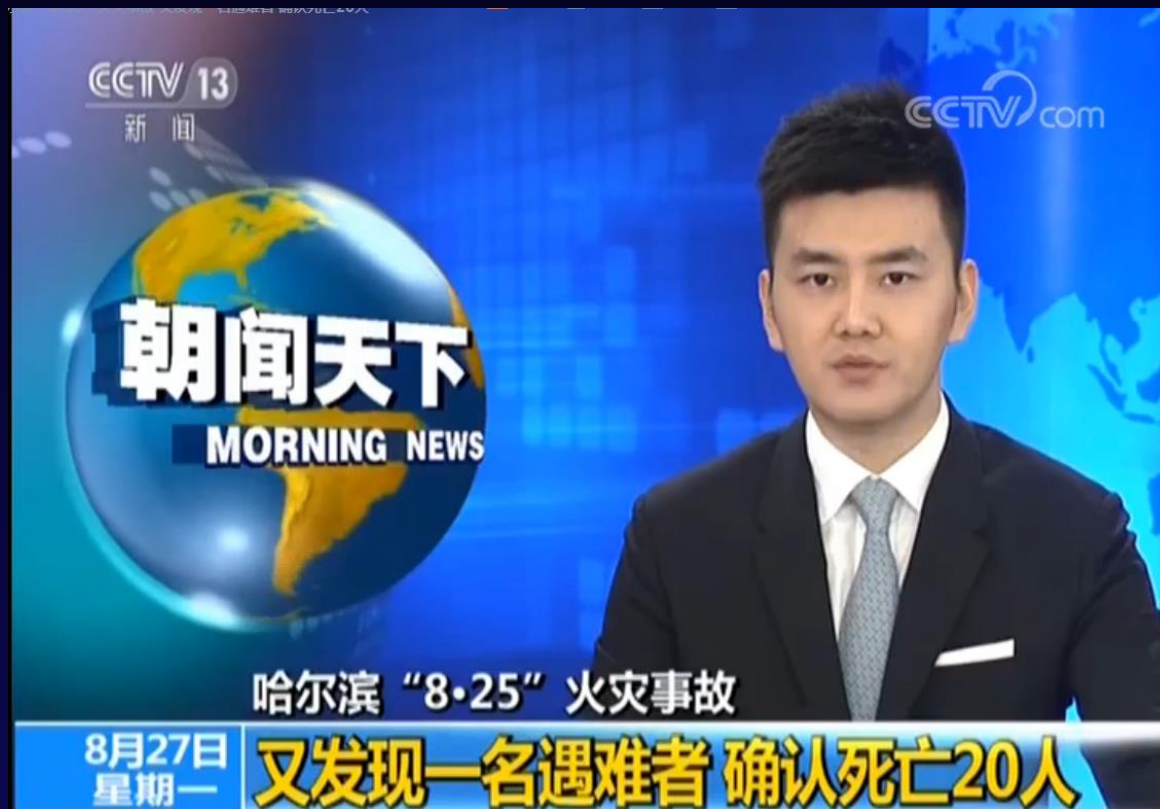 CCTV 13
新闻
CCTV.com
朝闻天下
MORNING NEWS
哈尔滨“8·25”火灾事故
8月27日
星期一
又发现一名遇难者 确认死亡20人